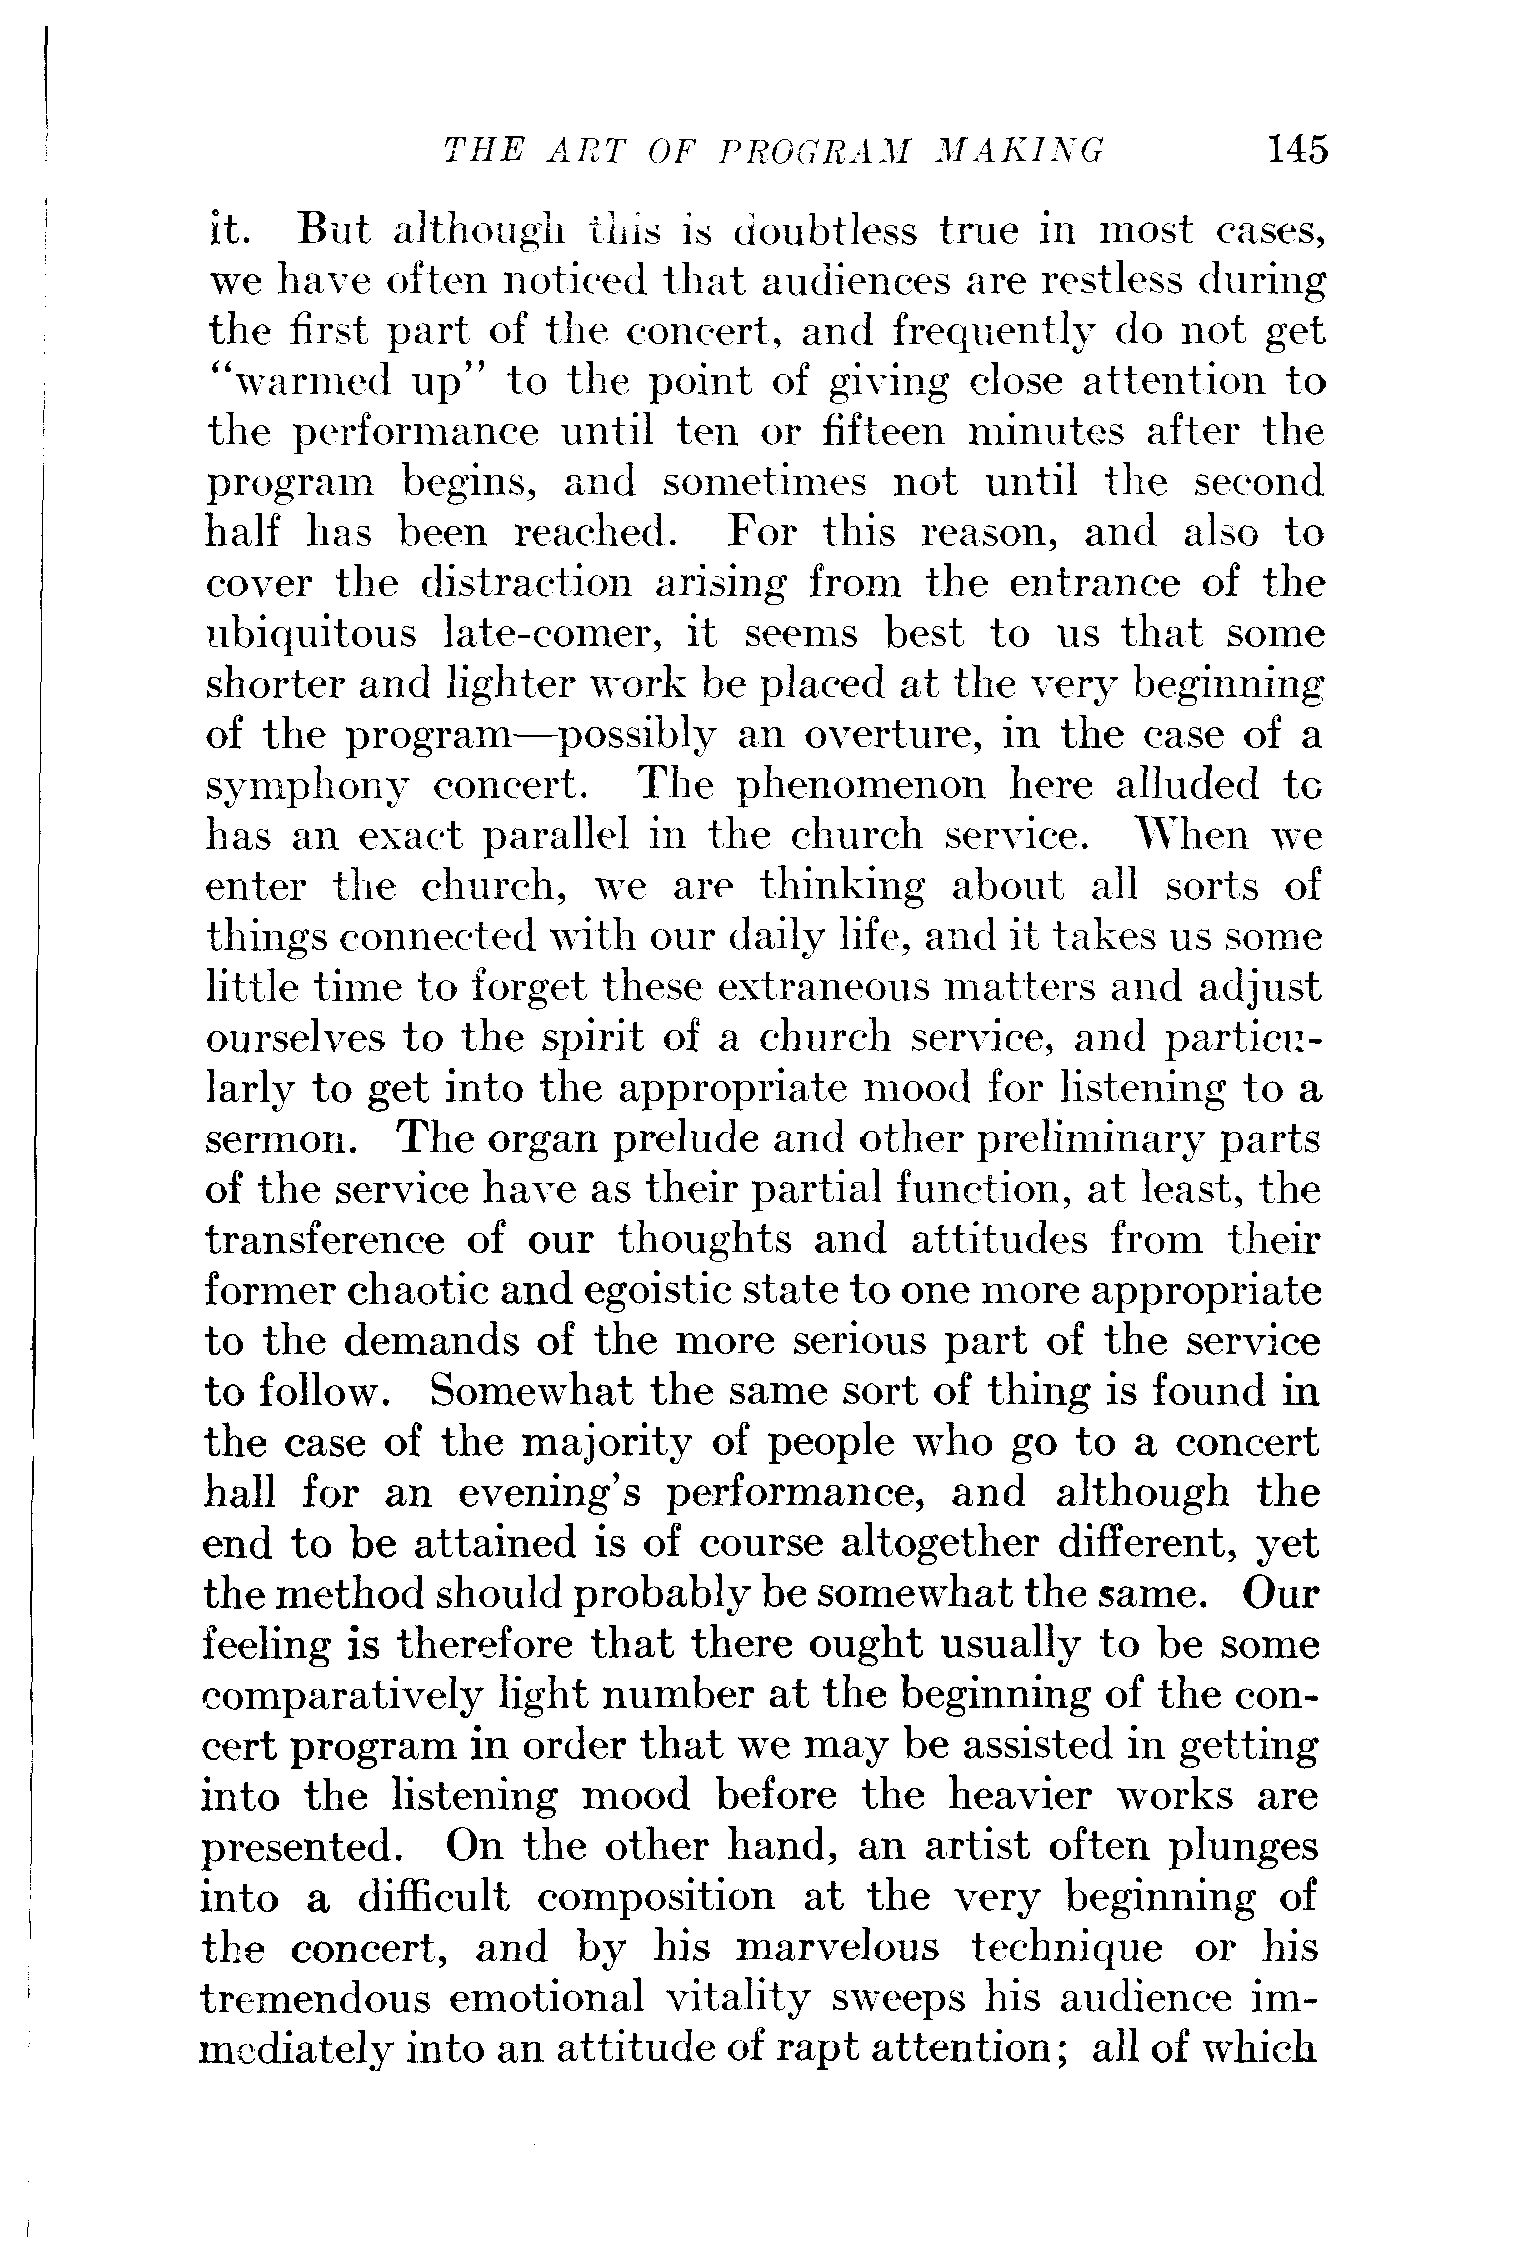 THE ART OF PROGRAM MAKING 145
it. But although this is doubtless true in most cases,
we have often noticed that audiences are restless during
the first part of the concert, and frequently do not get
“warmed up” to the point of giving close attention to
the performance until ten or fifteen minutes after the
program begins, and sometimes not until the second
half has been reached. For this reason, and also to
cover the distraction arising from the entrance of the
ubiquitous late-comer, it seems best to us that some
shorter and lighter work be placed at the very beginning
of the program—possibly an overture, in the case of a
symphony concert. The phenomenon here alluded to
has an exact parallel in the church service. When we
enter the church, we are thinking about all sorts of
things connected with our daily life, and it takes us some
little time to forget these extraneous matters and adjust
ourselves to the spirit of a church service, and particu-
larly to get into the appropriate mood for listening to a
sermon. The organ prelude and other preliminary parts
of the service have as their partial function, at least, the
transference of our thoughts and attitudes from their
former chaotic and egoistic state to one more appropriate
to the demands of the more serious part of the service
to follow. Somewhat the same sort of thing is found in
the case of the majority of people who go to a concert
hall for an evening's performance, and although the
end to be attained is of course altogether different, yet
the method should probably be somewhat the same. Our
feeling is therefore that there ought usually to be some
comparatively light number at the beginning of the con-
cert program in order that we may be assisted in getting
into the listening mood before the heavier works are
presented. On the other hand, an artist often plunges
into a difficult composition at the very beginning of
the concert, and by his marvelous technique or his
tremendous emotional vitality sweeps his audience im-
mediately into an attitude of rapt attention; all of which